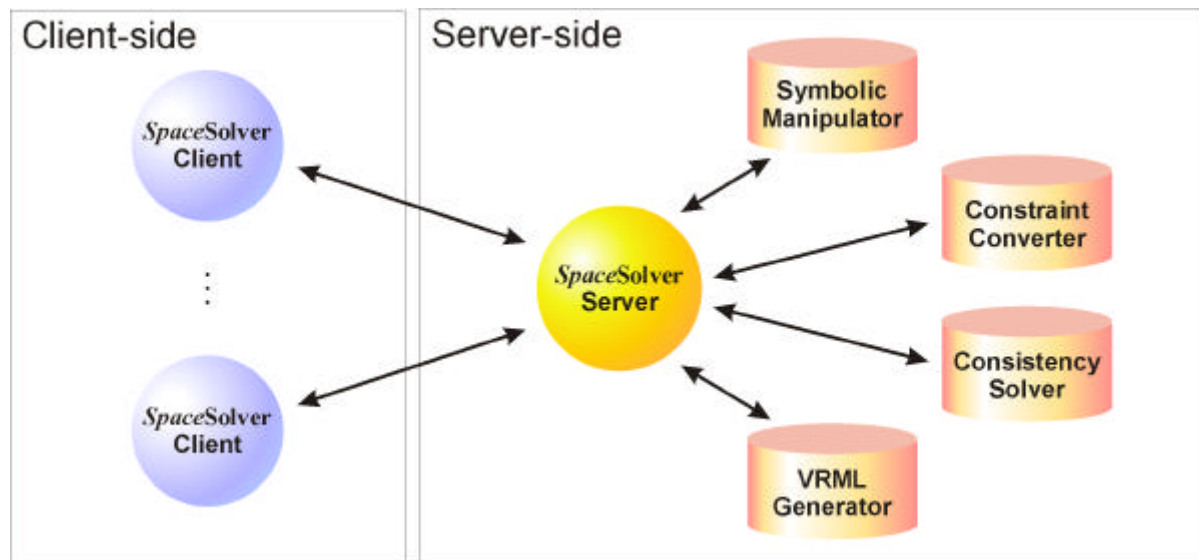 Client-side
SpaceSolver
Client
⋮
SpaceSolver
Client
Server-side
SpaceSolver
Server
Symbolic
Manipulator
Constraint
Converter
Consistency
Solver
VRML
Generator